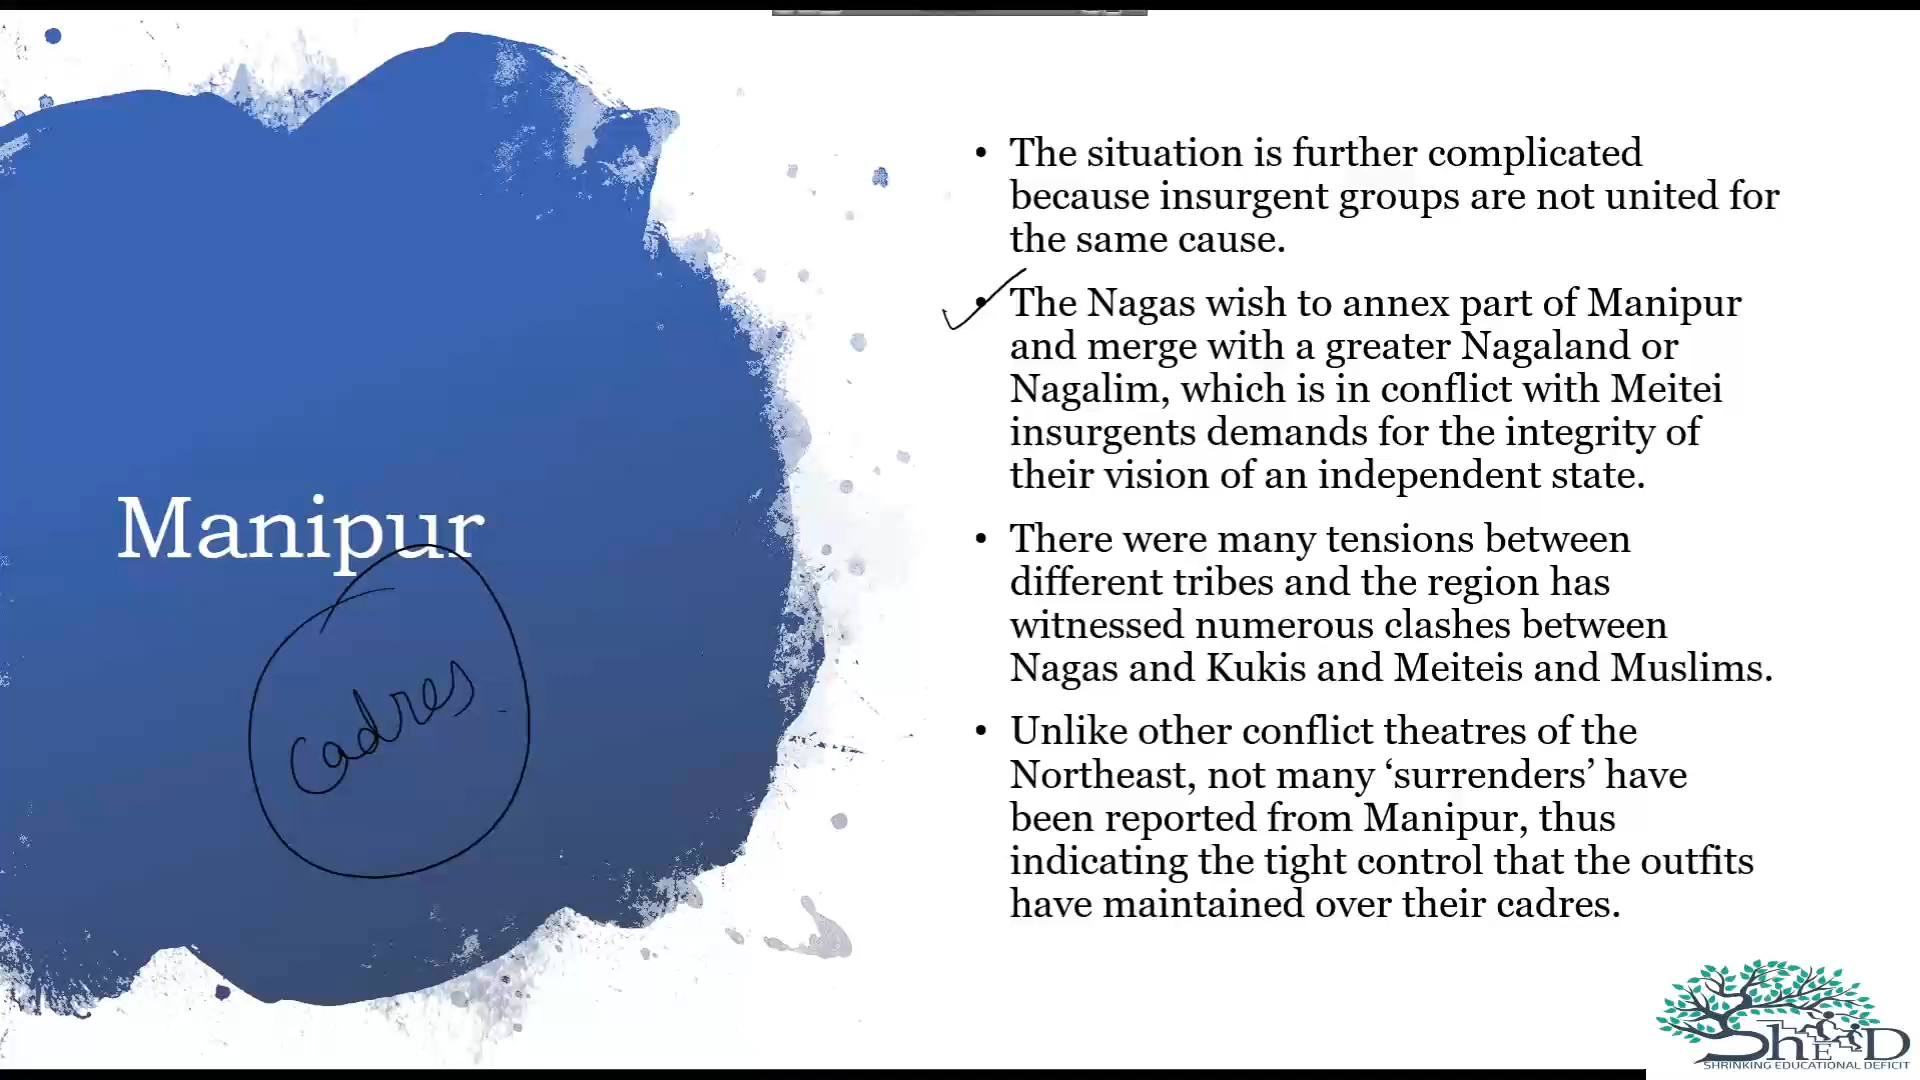 Manipur
cadres
• The situation is further complicated
because insurgent groups are not united for
the same cause.
• The Nagas wish to annex part of Manipur
and merge with a greater Nagaland or
Nagalim, which is in conflict with Meitei
insurgents demands for the integrity of
their vision of an independent state.
• There were many tensions between
different tribes and the region has
witnessed numerous clashes between
Nagas and Kukis and Meiteis and Muslims.
• Unlike other conflict theatres of the
Northeast, not many ‘surrenders’ have
been reported from Manipur, thus
indicating the tight control that the outfits
have maintained over their cadres.
ShEeD
SHRINKING EDUCATIONAL DEFICIT